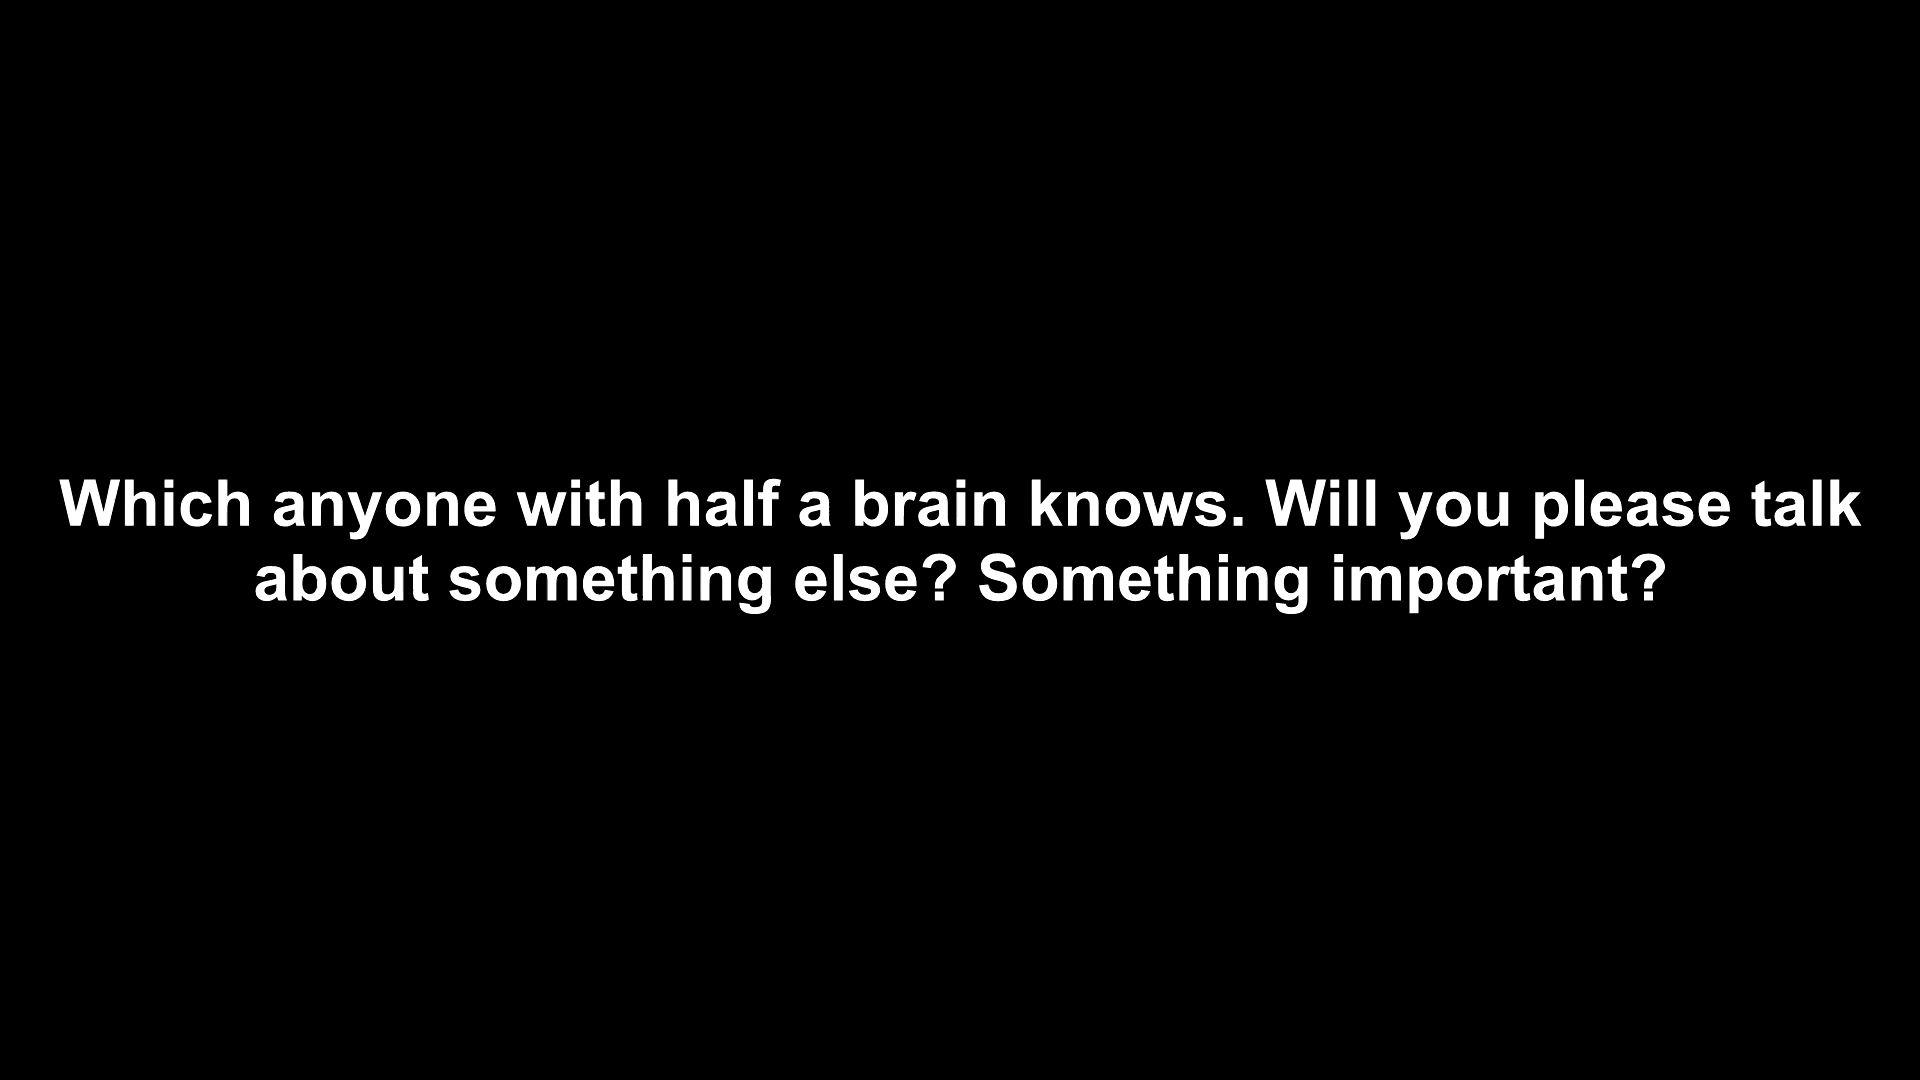 Which anyone with half a brain knows. Will you please talk
about something else? Something important?